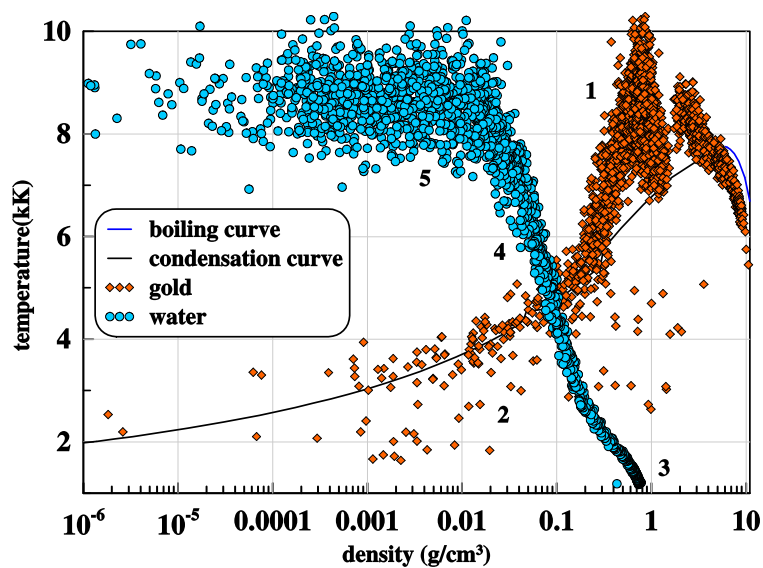 10
8
6
4
2
temperature(kK)
1
5
4
2
3
boiling curve
condensation curve
gold
water
10⁻⁶ 10⁻⁵ 0.0001 0.001 0.01 0.1 1 10
density (g/cm³)